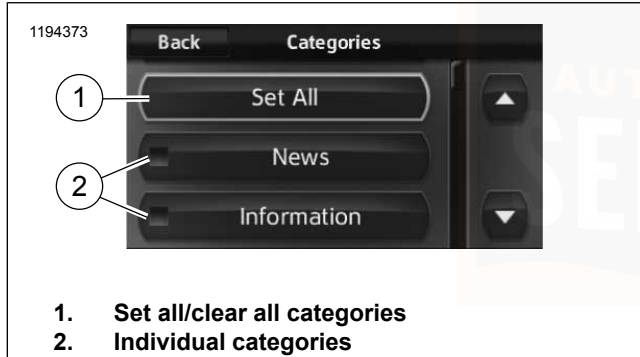 1194373
Back Categories
1 Set All
2 News
Information
1. Set all/clear all categories
2. Individual categories